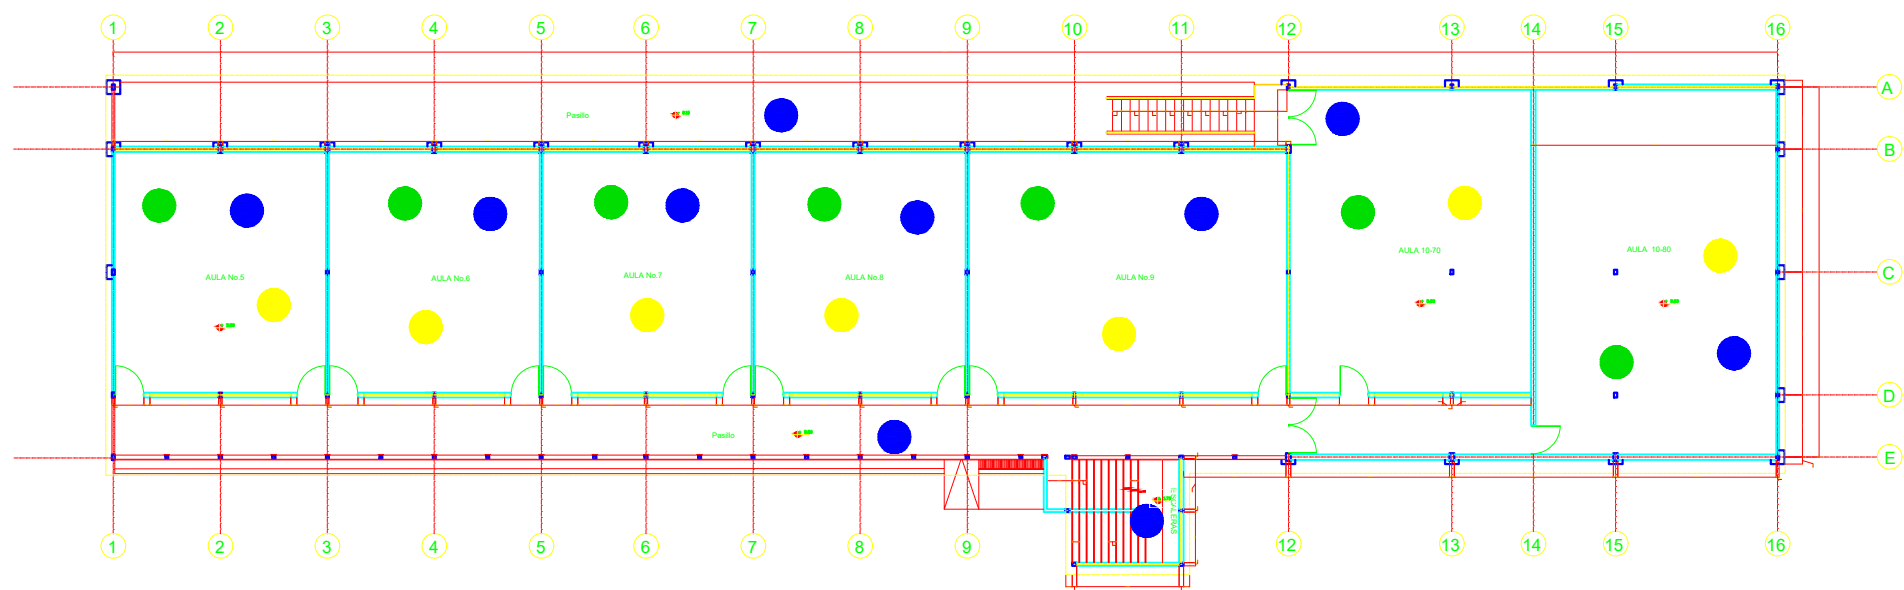 1 2 3 4 5 6 7 8 9 10 11 12 13 14 15 16
A
Pasillo
B
AULA 10-70
AULA 10-80
AULA No.5
AULA No.6
AULA No.7
AULA No.8
AULA No.9
C
D
Pasillo
E
ESCALERAS
1 2 3 4 5 6 7 8 9 12 13 14 15 16